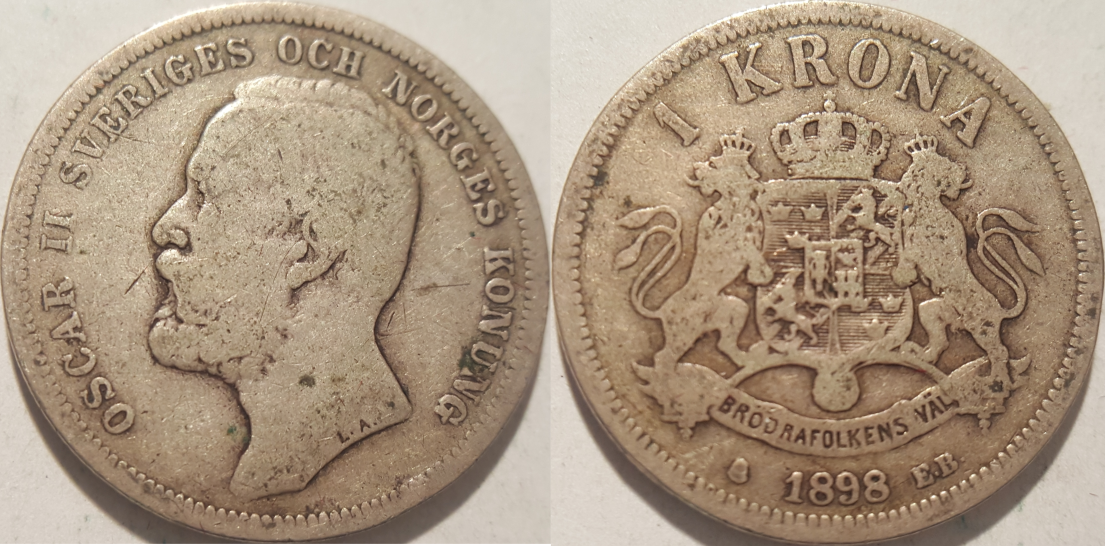 OSCAR II SVERIGES OCH NORGES KONUNG
L.A.
1 KRONA
BRÖDRAFOLKENS VÄL
1898 E.B